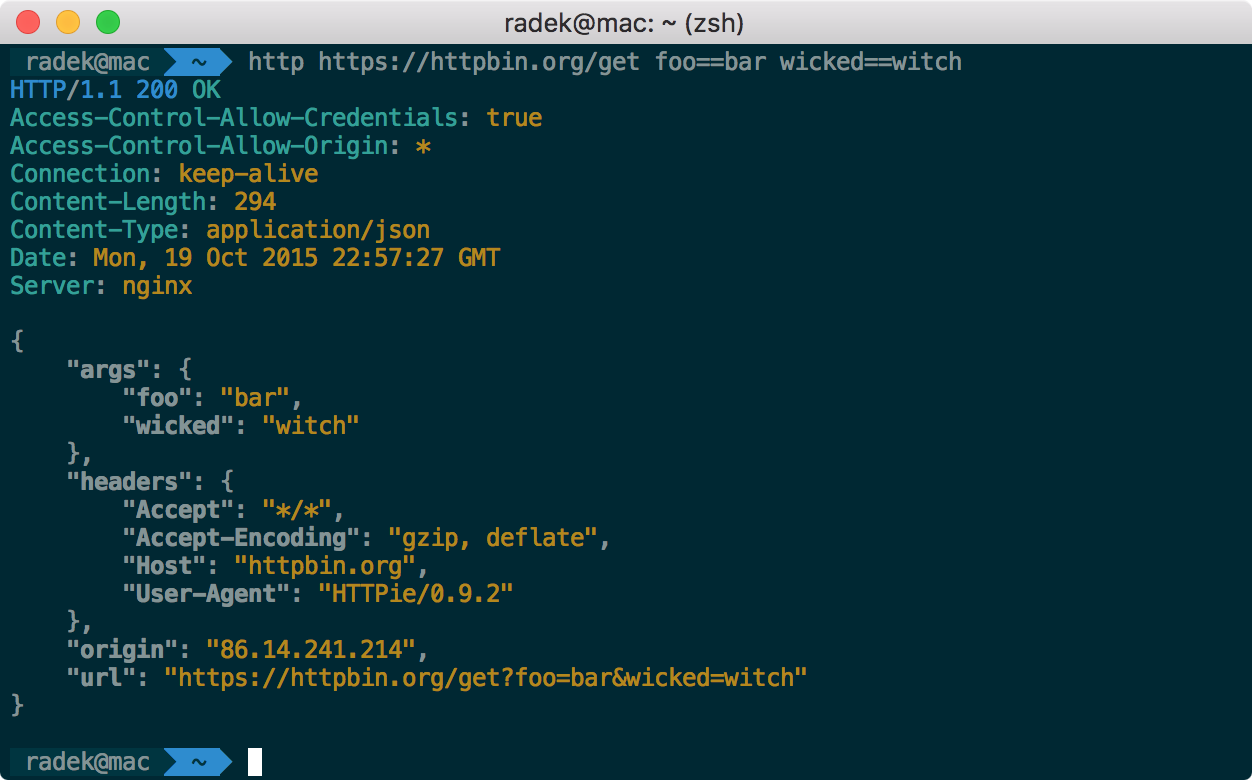 radek@mac: ~ (zsh)
radek@mac ~ http https://httpbin.org/get foo==bar wicked==witch
HTTP/1.1 200 OK
Access-Control-Allow-Credentials: true
Access-Control-Allow-Origin: *
Connection: keep-alive
Content-Length: 294
Content-Type: application/json
Date: Mon, 19 Oct 2015 22:57:27 GMT
Server: nginx

{
    "args": {
        "foo": "bar",
        "wicked": "witch"
    },
    "headers": {
        "Accept": "*/*",
        "Accept-Encoding": "gzip, deflate",
        "Host": "httpbin.org",
        "User-Agent": "HTTPie/0.9.2"
    },
    "origin": "86.14.241.214",
    "url": "https://httpbin.org/get?foo=bar&wicked=witch"
}

radek@mac ~